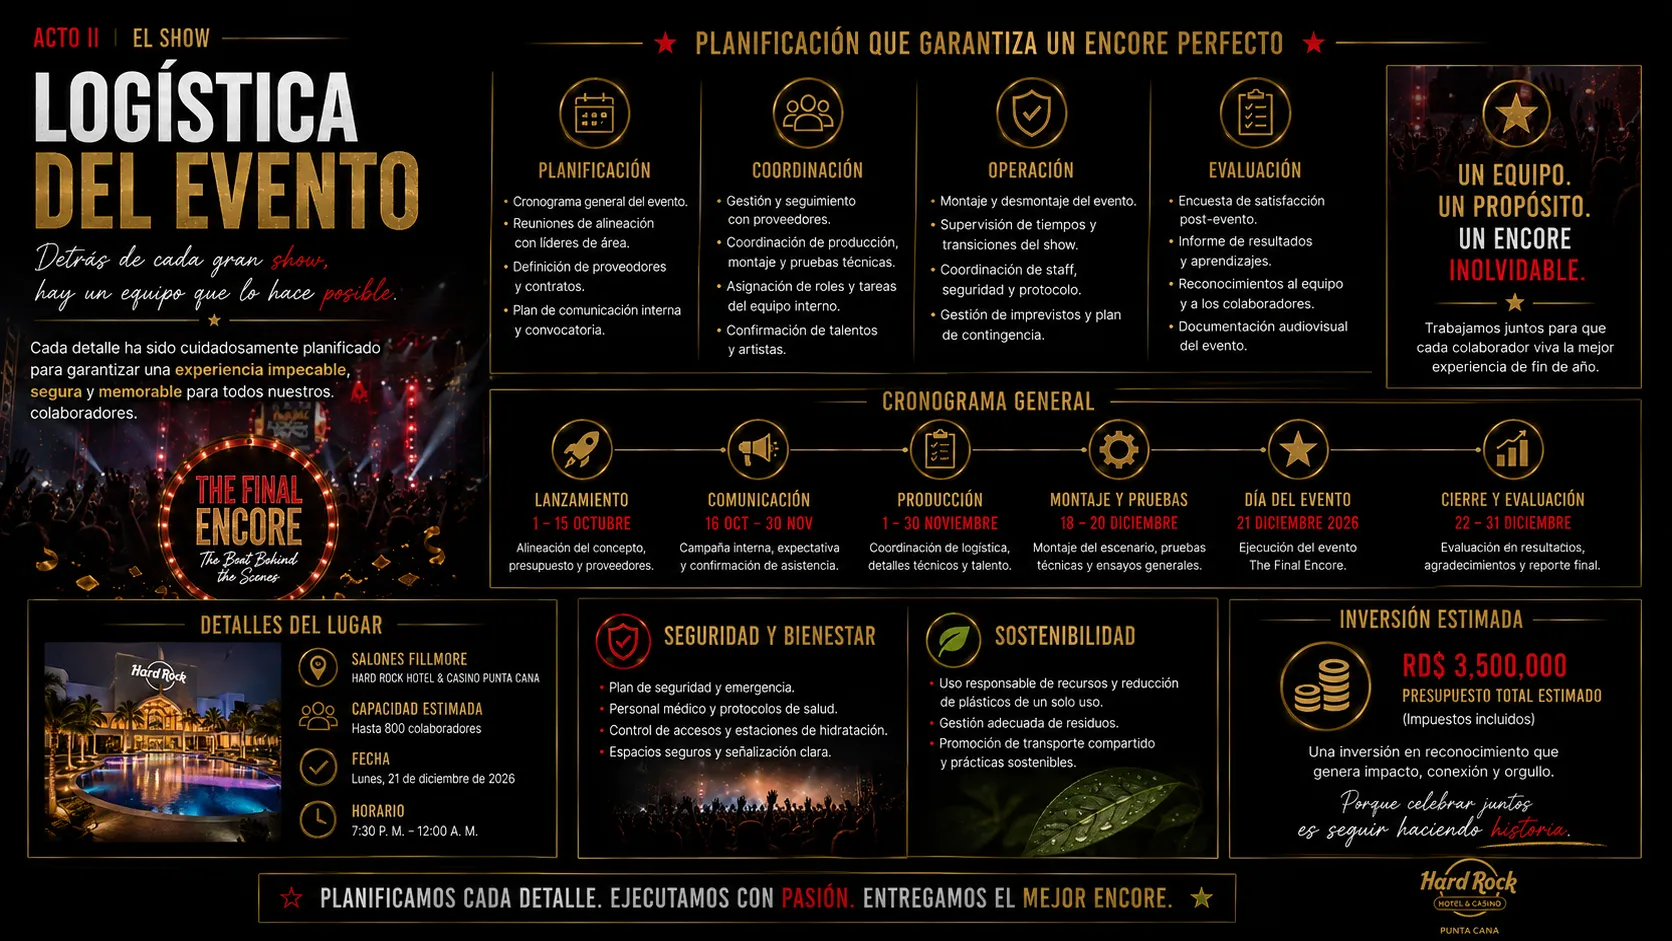 ACTO II | EL SHOW
LOGÍSTICA
DEL EVENTO
Detrás de cada gran show,
hay un equipo que lo hace posible.
Cada detalle ha sido cuidadosamente planificado
para garantizar una experiencia impecable,
segura y memorable para todos nuestros.
colaboradores.
THE FINAL
ENCORE
The Beat Behind
the Scenes
PLANIFICACIÓN QUE GARANTIZA UN ENCORE PERFECTO
PLANIFICACIÓN
• Cronograma general del evento.
• Reuniones de alineación
con líderes de área.
• Definición de proveedores
y contratos.
• Plan de comunicación interna
y convocatoria.
COORDINACIÓN
• Gestión y seguimiento
con proveedores.
• Coordinación de producción,
montaje y pruebas técnicas.
• Asignación de roles y tareas
del equipo interno.
• Confirmación de talentos
y artistas.
OPERACIÓN
• Montaje y desmontaje del evento.
• Supervisión de tiempos y
transiciones del show.
• Coordinación de staff,
seguridad y protocolo.
• Gestión de imprevistos y plan
de contingencia.
EVALUACIÓN
• Encuesta de satisfacción
post-evento.
• Informe de resultados
y aprendizajes.
• Reconocimientos al equipo
y a los colaboradores.
• Documentación audiovisual
del evento.
UN EQUIPO.
UN PROPÓSITO.
UN ENCORE
INOLVIDABLE.
Trabajamos juntos para que
cada colaborador viva la mejor
experiencia de fin de año.
CRONOGRAMA GENERAL
LANZAMIENTO
1 – 15 OCTUBRE
Alineación del concepto,
presupuesto y proveedores.
COMUNICACIÓN
16 OCT – 30 NOV
Campaña interna, expectativa
y confirmación de asistencia.
PRODUCCIÓN
1 – 30 NOVIEMBRE
Coordinación de logística,
detalles técnicos y talento.
MONTAJE Y PRUEBAS
18 – 20 DICIEMBRE
Montaje del escenario, pruebas
técnicas y ensayos generales.
DÍA DEL EVENTO
21 DICIEMBRE 2026
Ejecución del evento
The Final Encore.
CIERRE Y EVALUACIÓN
22 – 31 DICIEMBRE
Evaluación de resultados,
agradecimientos y reporte final.
DETALLES DEL LUGAR
Hard Rock
SALONES FILLMORE
HARD ROCK HOTEL & CASINO PUNTA CANA
CAPACIDAD ESTIMADA
Hasta 800 colaboradores
FECHA
Lunes, 21 de diciembre de 2026
HORARIO
7:30 P. M. – 12:00 A. M.
SEGURIDAD Y BIENESTAR
• Plan de seguridad y emergencia.
• Personal médico y protocolos de salud.
• Control de accesos y estaciones de hidratación.
• Espacios seguros y señalización clara.
SOSTENIBILIDAD
• Uso responsable de recursos y reducción
de plásticos de un solo uso.
• Gestión adecuada de residuos.
• Promoción de transporte compartido
y prácticas sostenibles.
INVERSIÓN ESTIMADA
RD$ 3,500,000
PRESUPUESTO TOTAL ESTIMADO
(Impuestos incluidos)
Una inversión en reconocimiento que
genera impacto, conexión y orgullo.
Porque celebrar juntos
es seguir haciendo historia.
PLANIFICAMOS CADA DETALLE. EJECUTAMOS CON PASIÓN. ENTREGAMOS EL MEJOR ENCORE.
Hard Rock
HOTEL & CASINO
PUNTA CANA